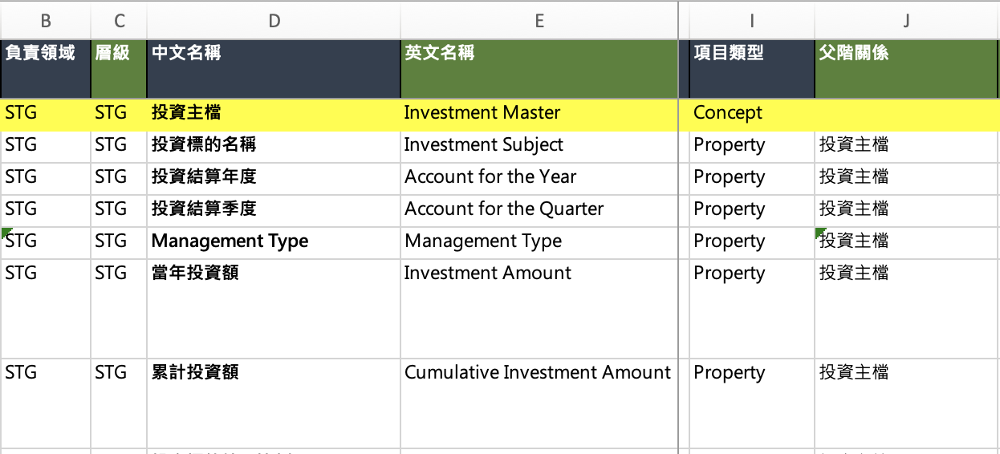 B C D E I J
負責領域 層級 中文名稱 英文名稱 項目類型 父階關係
STG STG 投資主檔 Investment Master Concept
STG STG 投資標的名稱 Investment Subject Property 投資主檔
STG STG 投資結算年度 Account for the Year Property 投資主檔
STG STG 投資結算季度 Account for the Quarter Property 投資主檔
STG STG Management Type Management Type Property 投資主檔
STG STG 當年投資額 Investment Amount Property 投資主檔
STG STG 累計投資額 Cumulative Investment Amount Property 投資主檔